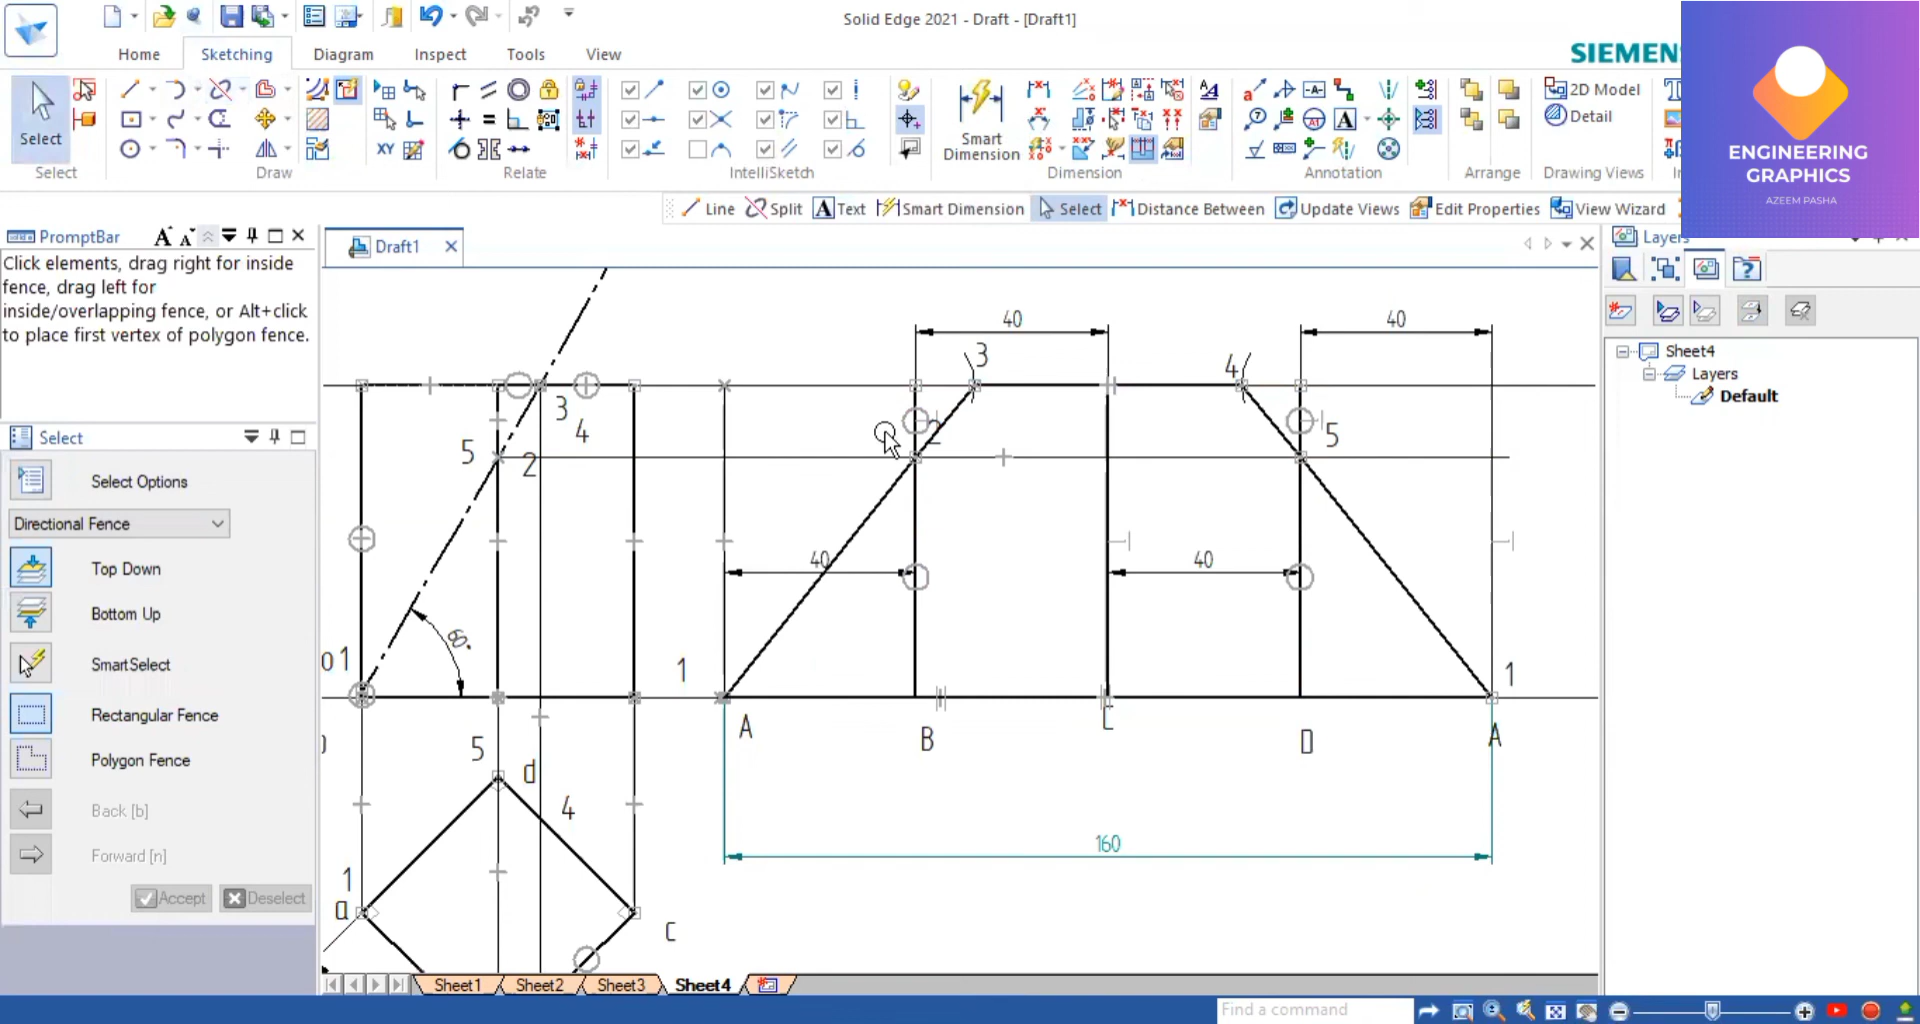 Solid Edge 2021 - Draft - [Draft1]
Home
Sketching
Diagram
Inspect
Tools
View
SIEMENS
ENGINEERING
GRAPHICS
AZEEM PASHA
Select
Select
Draw
Relate
IntelliSketch
Smart
Dimension
Dimension
Annotation
Arrange
2D Model
Detail
Drawing Views
XY
Line
Split
Text
Smart Dimension
Select
Distance Between
Update Views
Edit Properties
View Wizard
PromptBar
Click elements, drag right for inside
fence, drag left for
inside/overlapping fence, or Alt+click
to place first vertex of polygon fence.
Draft1
Layers
Sheet4
Layers
Default
Select
Select Options
Directional Fence
Top Down
Bottom Up
SmartSelect
Rectangular Fence
Polygon Fence
Back [b]
Forward [n]
Accept
Deselect
40
40
3
4
3
4
5
2
2
5
40
40
60°
1
1
1
A
B
D
A
5
d
4
160
1
a
c
Sheet1
Sheet2
Sheet3
Sheet4
Find a command